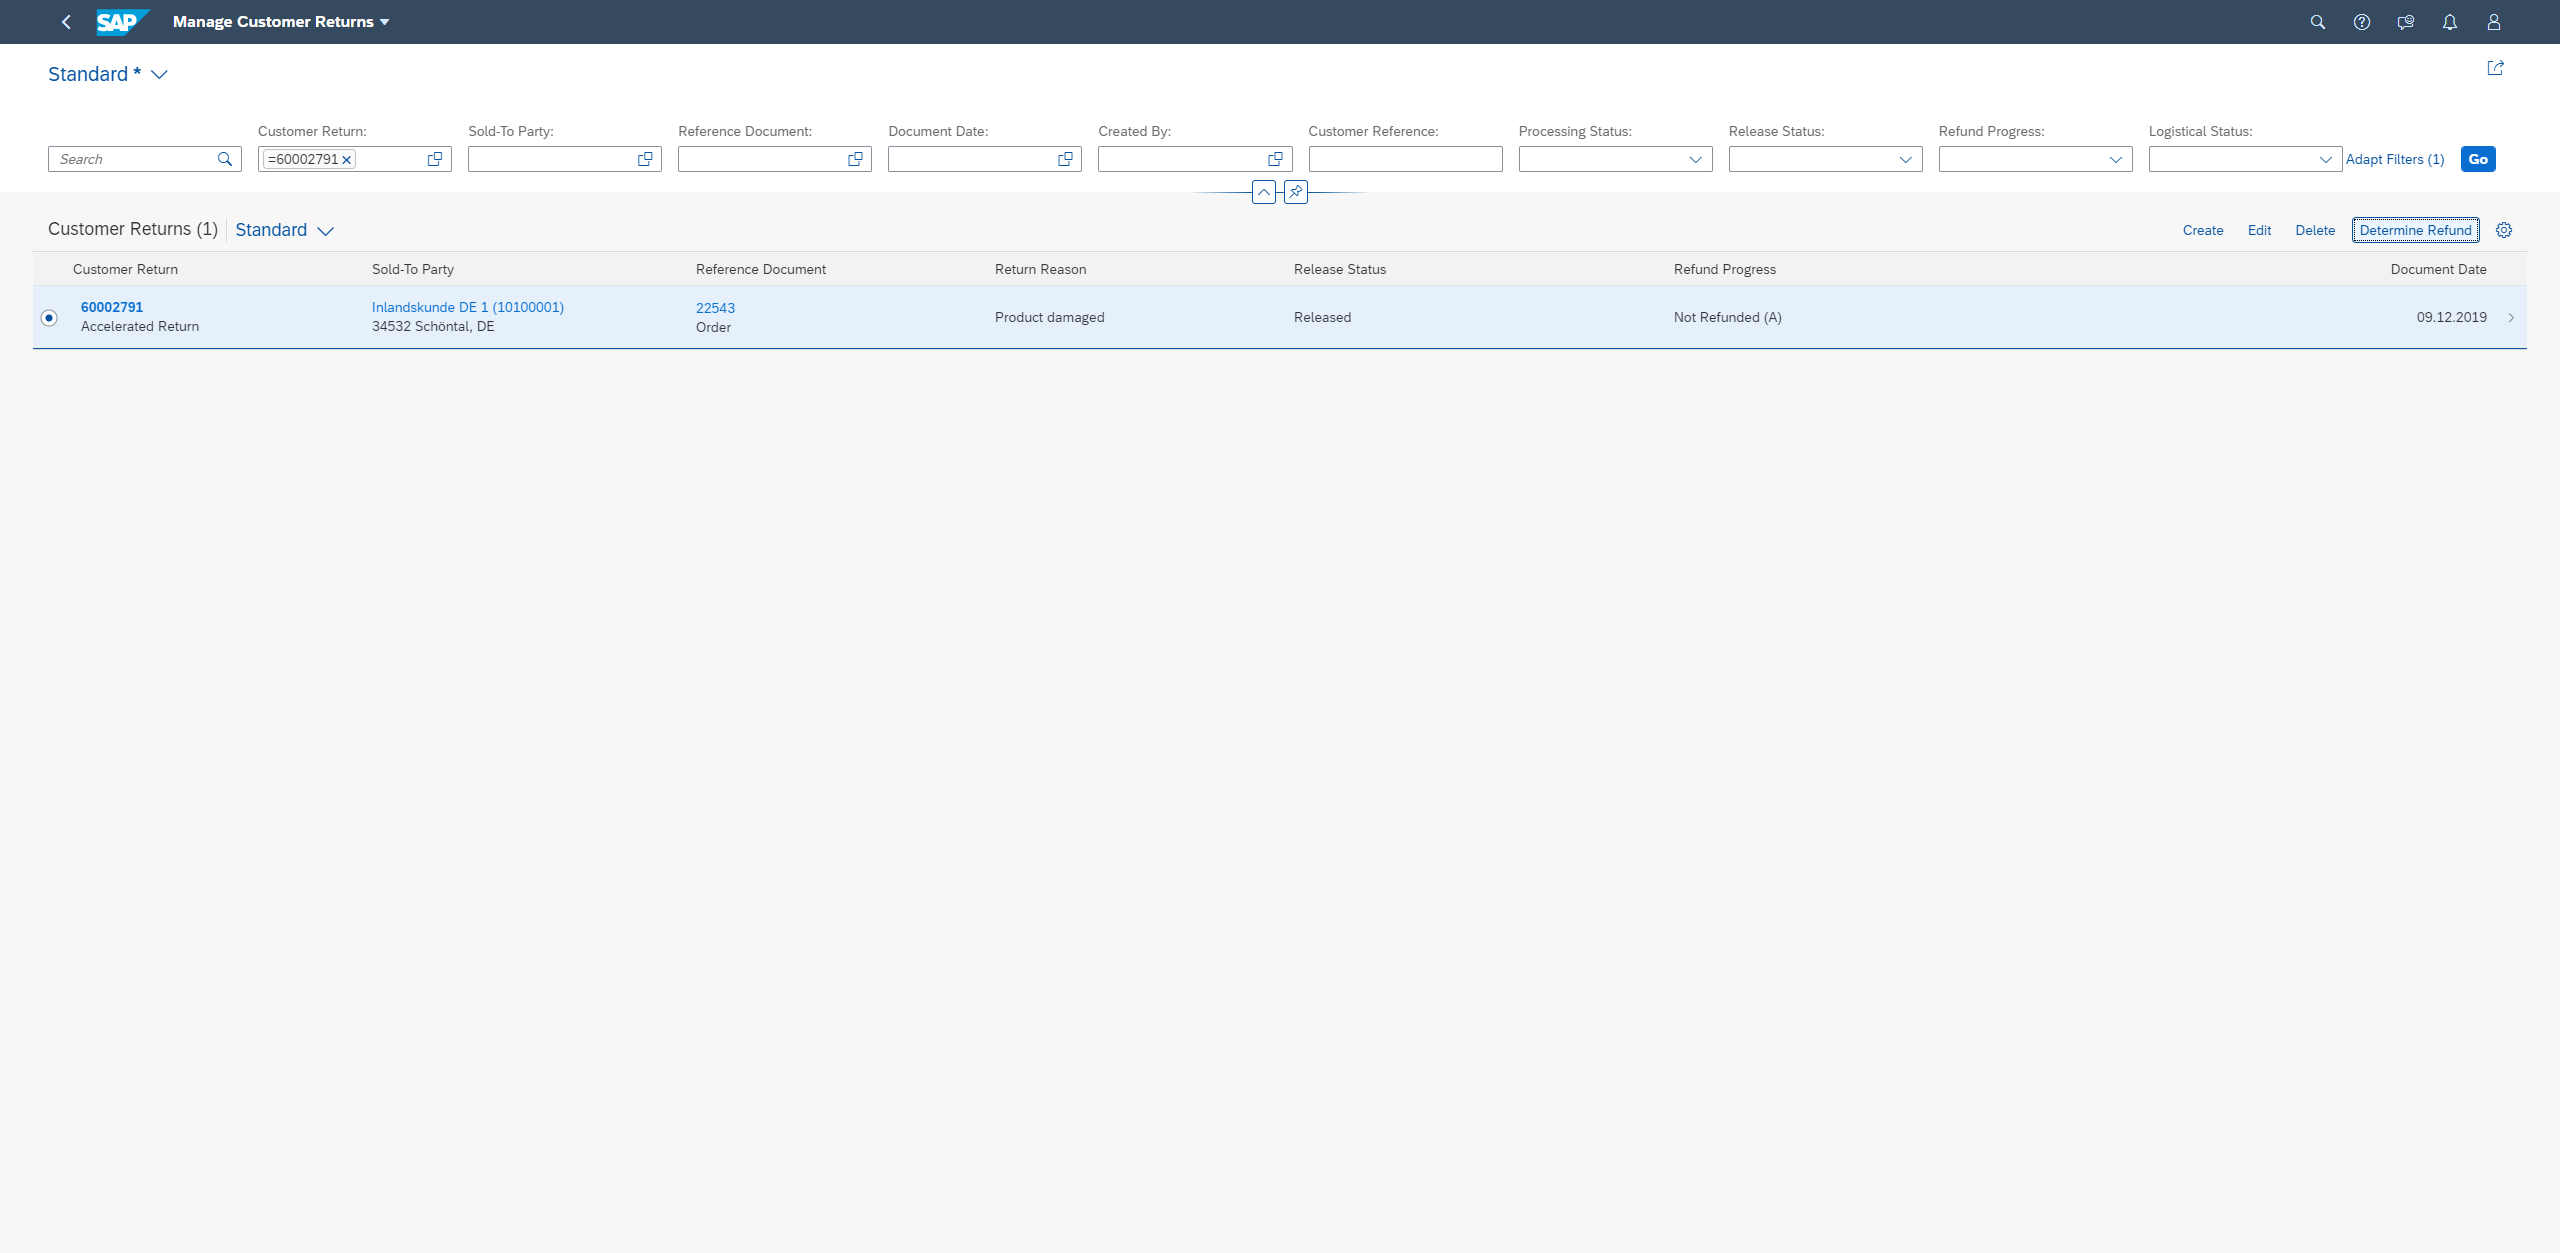 SAP Manage Customer Returns
Standard *
Customer Return: Sold-To Party: Reference Document: Document Date: Created By: Customer Reference: Processing Status: Release Status: Refund Progress: Logistical Status:
Search =60002791 Adapt Filters (1) Go
Customer Returns (1) Standard Create Edit Delete Determine Refund
Customer Return Sold-To Party Reference Document Return Reason Release Status Refund Progress Document Date
60002791 Inlandskunde DE 1 (10100001) 22543 Product damaged Released Not Refunded (A) 09.12.2019
Accelerated Return 34532 Schöntal, DE Order